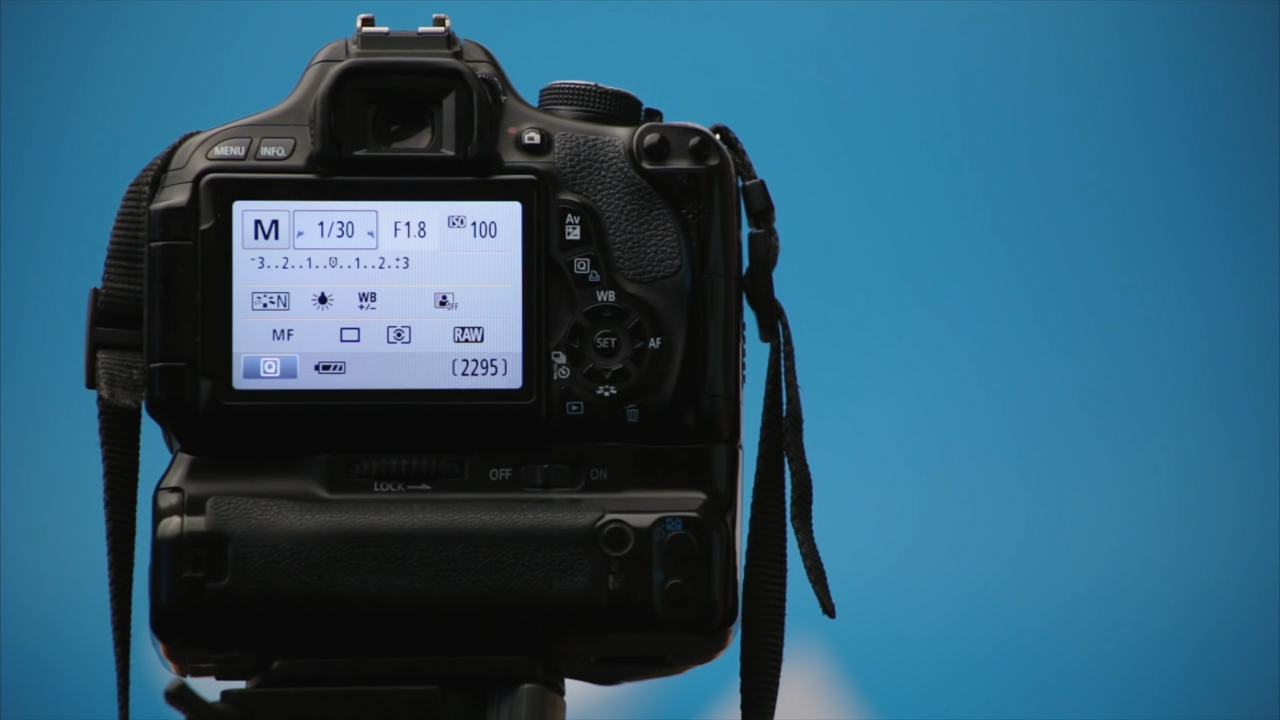 MENU INFO.
M 1/30 F1.8 ISO 100
-3..2..1..0..1..2.:3
N WB +/- OFF
MF RAW
Q (2295)
Av
Q
WB
SET AF
OFF ON
LOCK